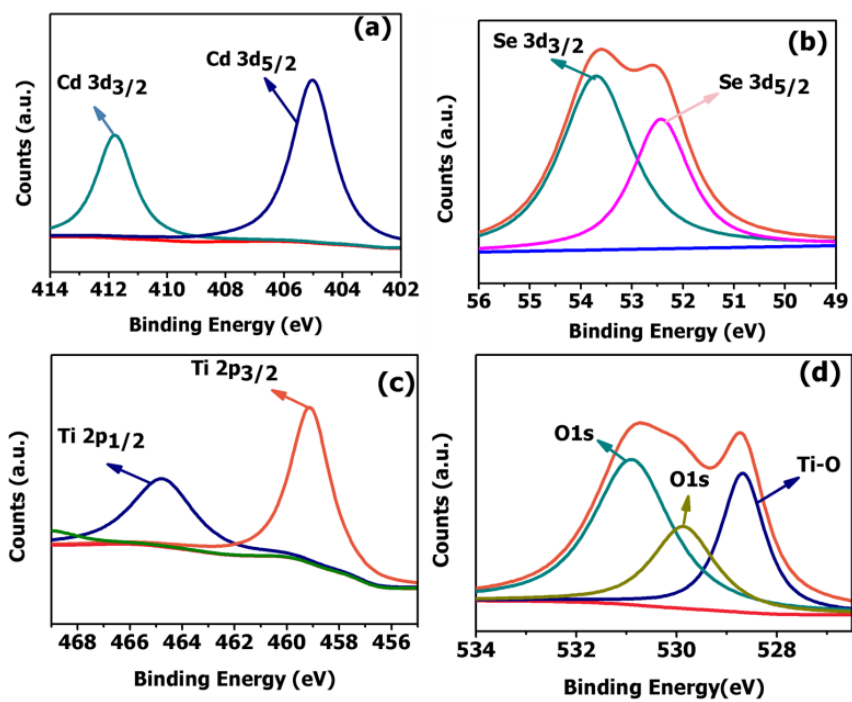 (a)
Cd 3d3/2
Cd 3d5/2
Counts (a.u.)
414 412 410 408 406 404 402
Binding Energy (eV)
(b)
Se 3d3/2
Se 3d5/2
Counts (a.u.)
56 55 54 53 52 51 50 49
Binding Energy (eV)
(c)
Ti 2p3/2
Ti 2p1/2
Counts (a.u.)
468 466 464 462 460 458 456
Binding Energy (eV)
(d)
O1s
O1s
Ti-O
Counts (a.u.)
534 532 530 528
Binding Energy(eV)